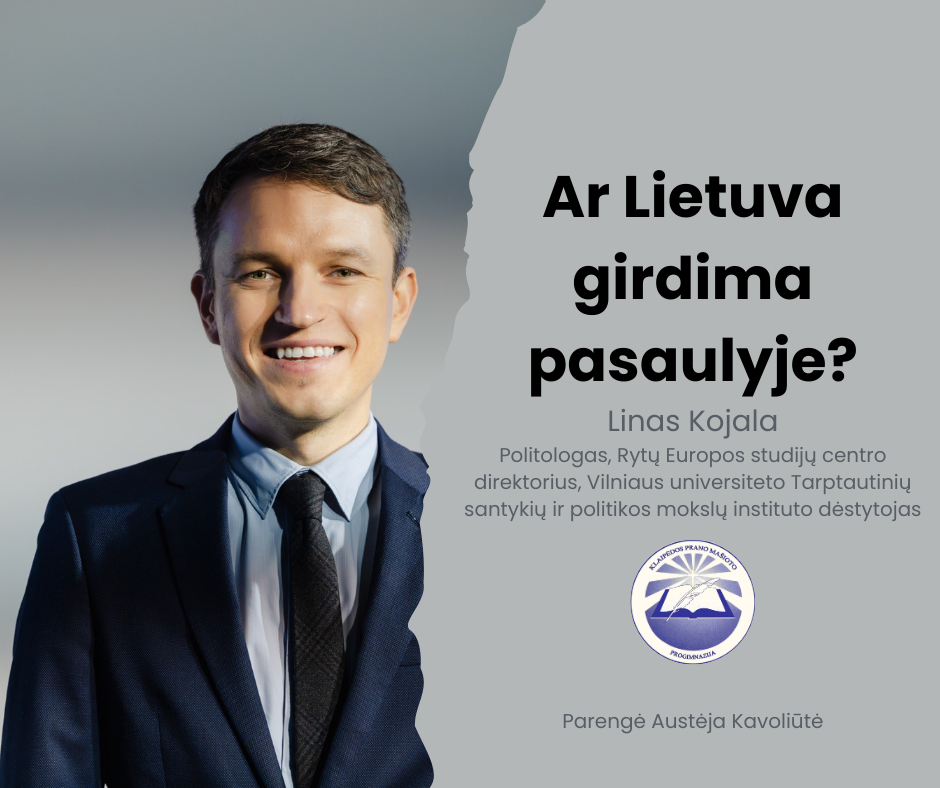 Ar Lietuva
girdima
pasaulyje?
Linas Kojala
Politologas, Rytų Europos studijų centro
direktorius, Vilniaus universiteto Tarptautinių
santykių ir politikos mokslų instituto dėstytojas
KLAIPĖDOS PRANO MAŠIOTO
PROGIMNAZIJA
Parengė Austėja Kavoliūtė